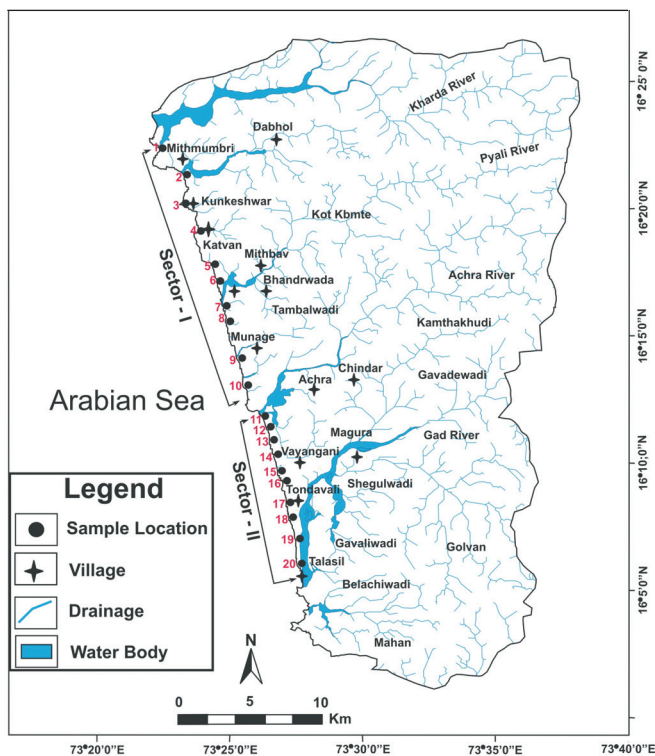 16°25'0"N
Kharda River
Dabhol
1
Mithmumbri
Pyali River
2
16°20'0"N
3
Kunkeshwar
Kot Kbmte
4
Katvan
Mithbav
5
Achra River
6
Bhandrwada
7
Tambalwadi
8
Kamthakhudi
Sector - I
16°15'0"N
Munage
9
Chindar
Gavadewadi
10
Achra
Arabian Sea
11
12
Magura
Gad River
13
14
Vayangani
16°10'0"N
15
16
Shegulwadi
Tondavali
17
18
Sector - II
19
Gavaliwadi
Golvan
20
Talasil
Belachiwadi
16°5'0"N
Mahan
Legend
Sample Location
Village
Drainage
Water Body
N
0 5 10
Km
73°20'0"E 73°25'0"E 73°30'0"E 73°35'0"E 73°40'0"E